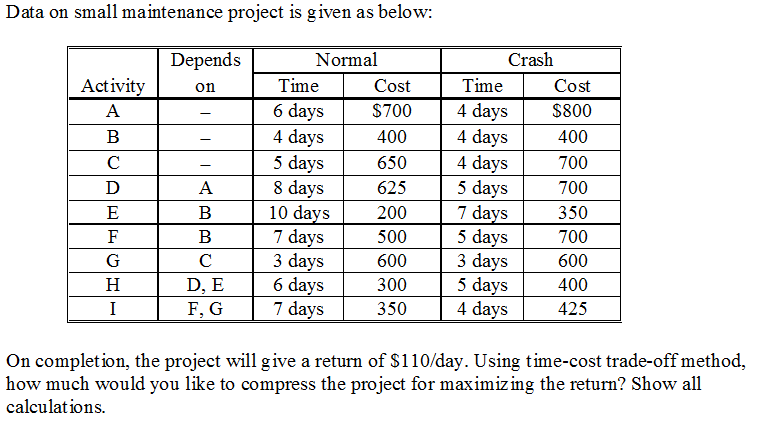 Data on small maintenance project is given as below:
Depends Normal Crash
Activity on Time Cost Time Cost
A – 6 days $700 4 days $800
B – 4 days 400 4 days 400
C – 5 days 650 4 days 700
D A 8 days 625 5 days 700
E B 10 days 200 7 days 350
F B 7 days 500 5 days 700
G C 3 days 600 3 days 600
H D, E 6 days 300 5 days 400
I F, G 7 days 350 4 days 425
On completion, the project will give a return of $110/day. Using time-cost trade-off method,
how much would you like to compress the project for maximizing the return? Show all
calculations.